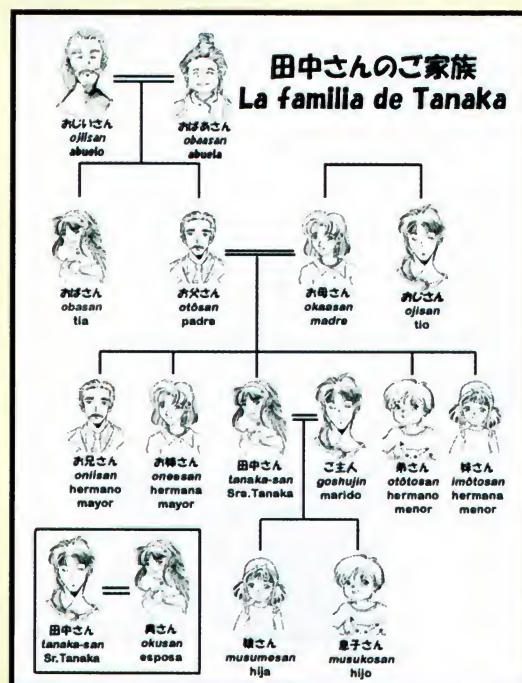 田中さんのご家族
La familia de Tanaka
おじいさん
ojiisan
abuelo
おばあさん
obaasan
abuela
おばさん
obasan
tía
お父さん
otôsan
padre
お母さん
okaasan
madre
おじさん
ojisan
tío
お兄さん
oniisan
hermano
mayor
お姉さん
oneesan
hermana
mayor
田中さん
tanaka-san
Sra.Tanaka
ご主人
goshujin
marido
弟さん
otôtosan
hermano
menor
妹さん
imôtosan
hermana
menor
田中さん
tanaka-san
Sr.Tanaka
奥さん
okusan
esposa
娘さん
musumesan
hija
息子さん
musukosan
hijo